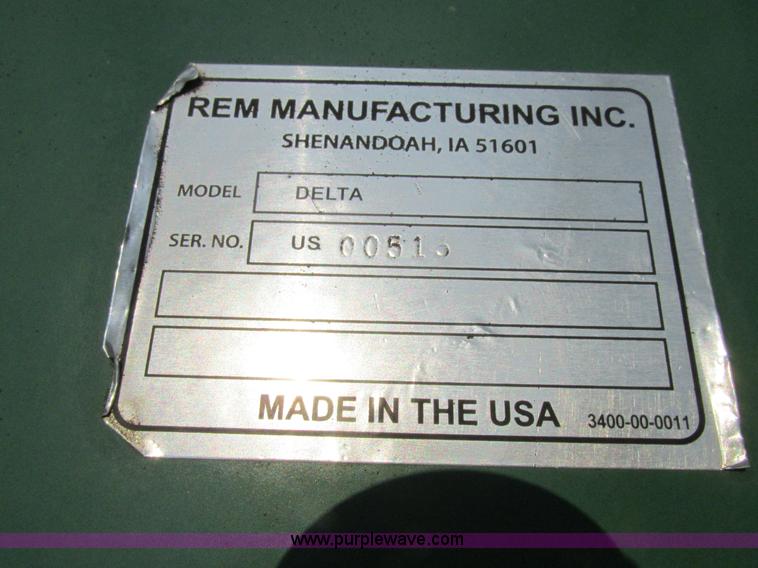 REM MANUFACTURING INC.
SHENANDOAH, IA 51601
MODEL DELTA
SER. NO. US
MADE IN THE USA 3400-00-0011
www.purplewave.com